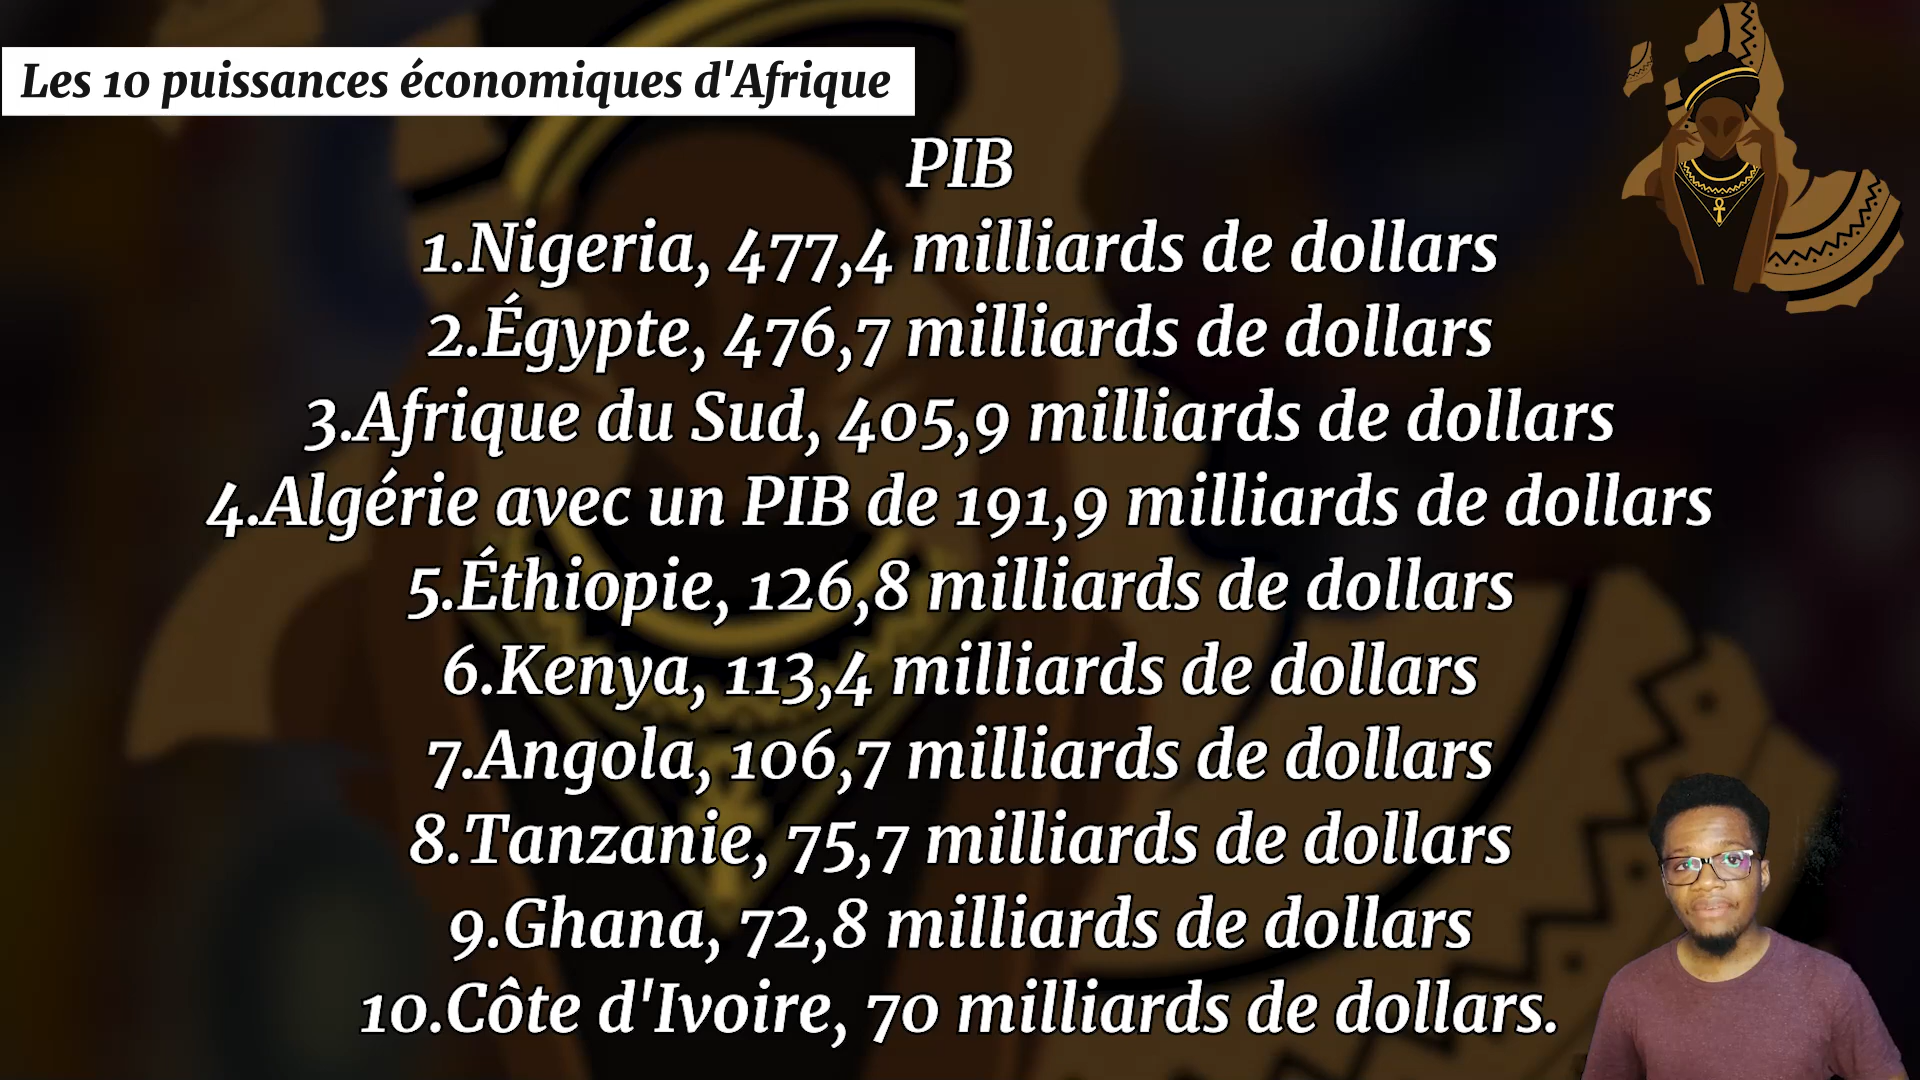 Les 10 puissances économiques d'Afrique
PIB
1.Nigeria, 477,4 milliards de dollars
2.Égypte, 476,7 milliards de dollars
3.Afrique du Sud, 405,9 milliards de dollars
4.Algérie avec un PIB de 191,9 milliards de dollars
5.Éthiopie, 126,8 milliards de dollars
6.Kenya, 113,4 milliards de dollars
7.Angola, 106,7 milliards de dollars
8.Tanzanie, 75,7 milliards de dollars
9.Ghana, 72,8 milliards de dollars
10.Côte d'Ivoire, 70 milliards de dollars.